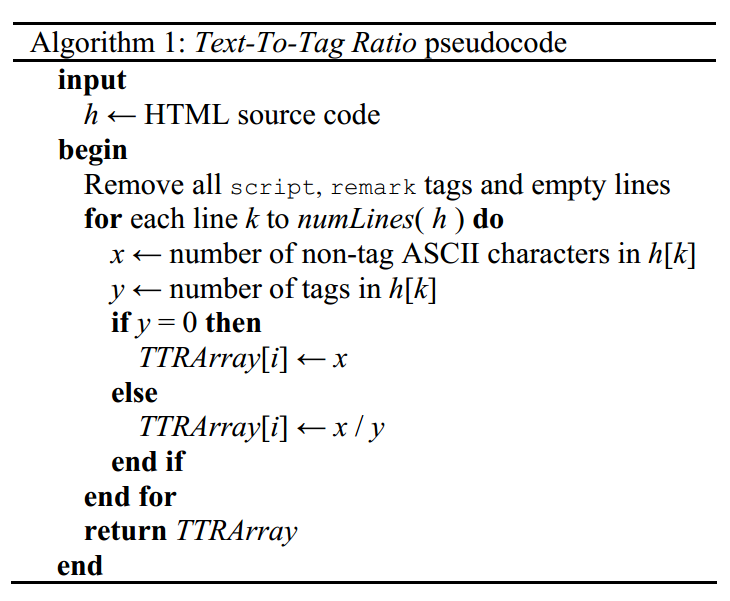 Algorithm 1: Text-To-Tag Ratio pseudocode
input
h ← HTML source code
begin
Remove all script, remark tags and empty lines
for each line k to numLines( h ) do
x ← number of non-tag ASCII characters in h[k]
y ← number of tags in h[k]
if y = 0 then
TTRArray[i] ← x
else
TTRArray[i] ← x / y
end if
end for
return TTRArray
end